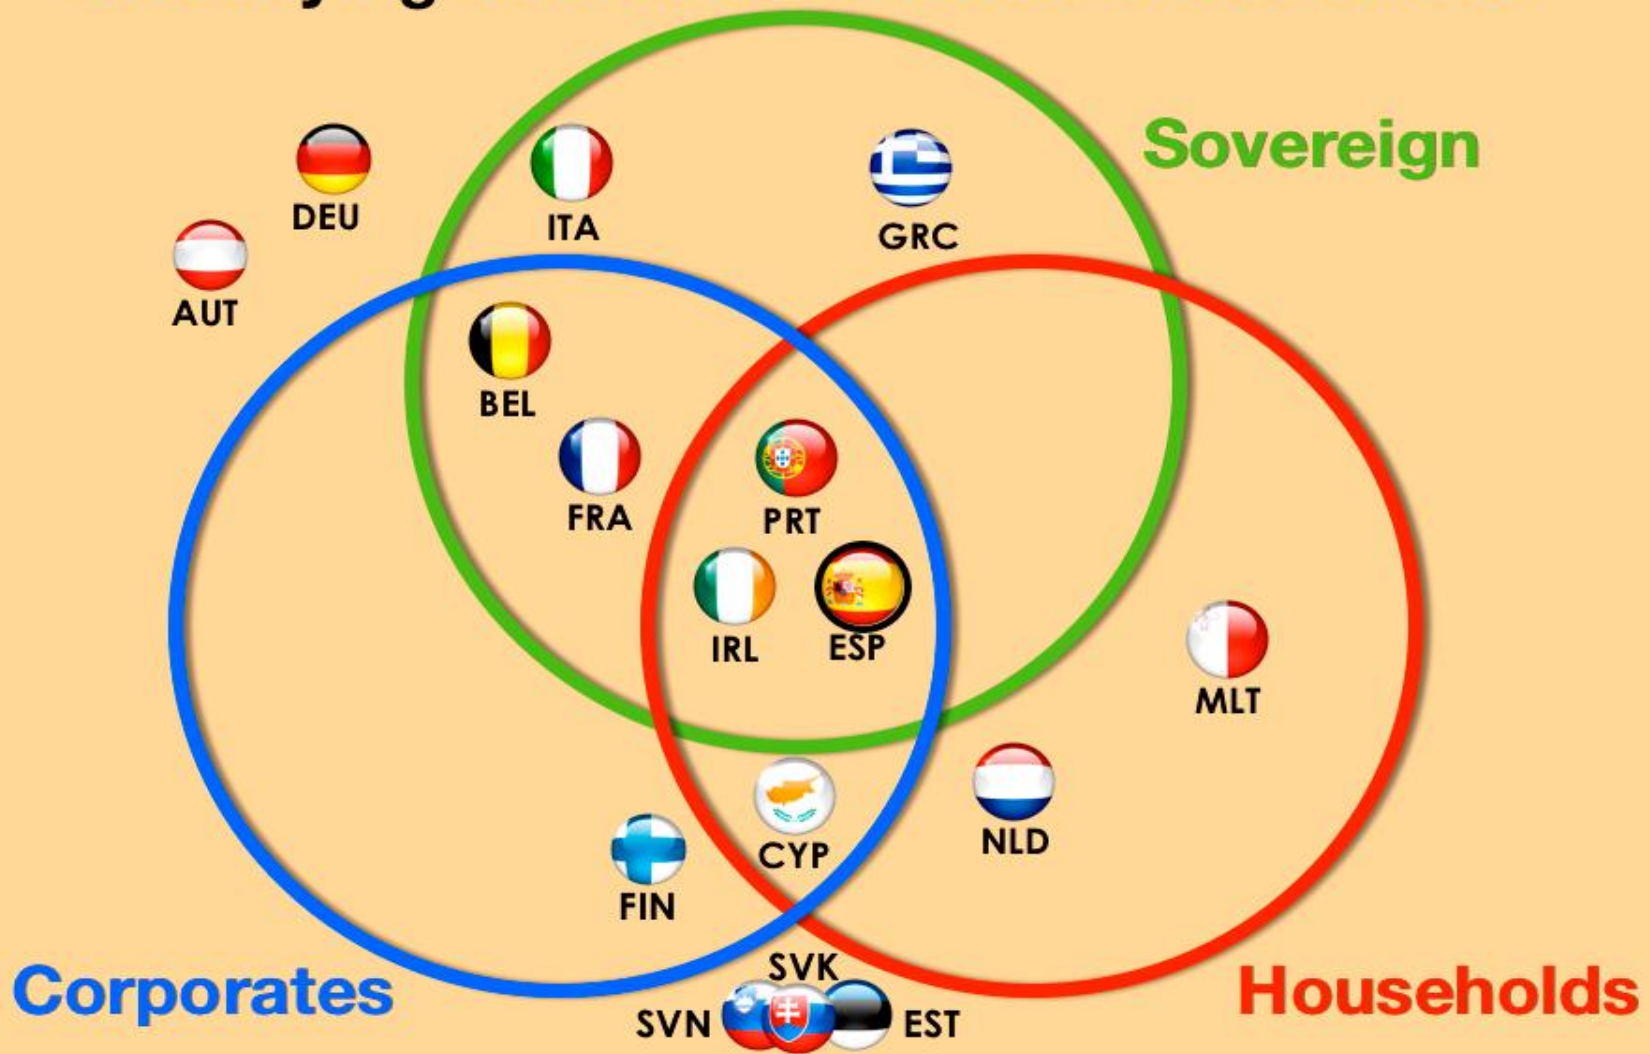 Sovereign
DEU
ITA
GRC
AUT
BEL
FRA
PRT
IRL
ESP
MLT
NLD
CYP
FIN
SVK
Corporates
Households
SVN
EST